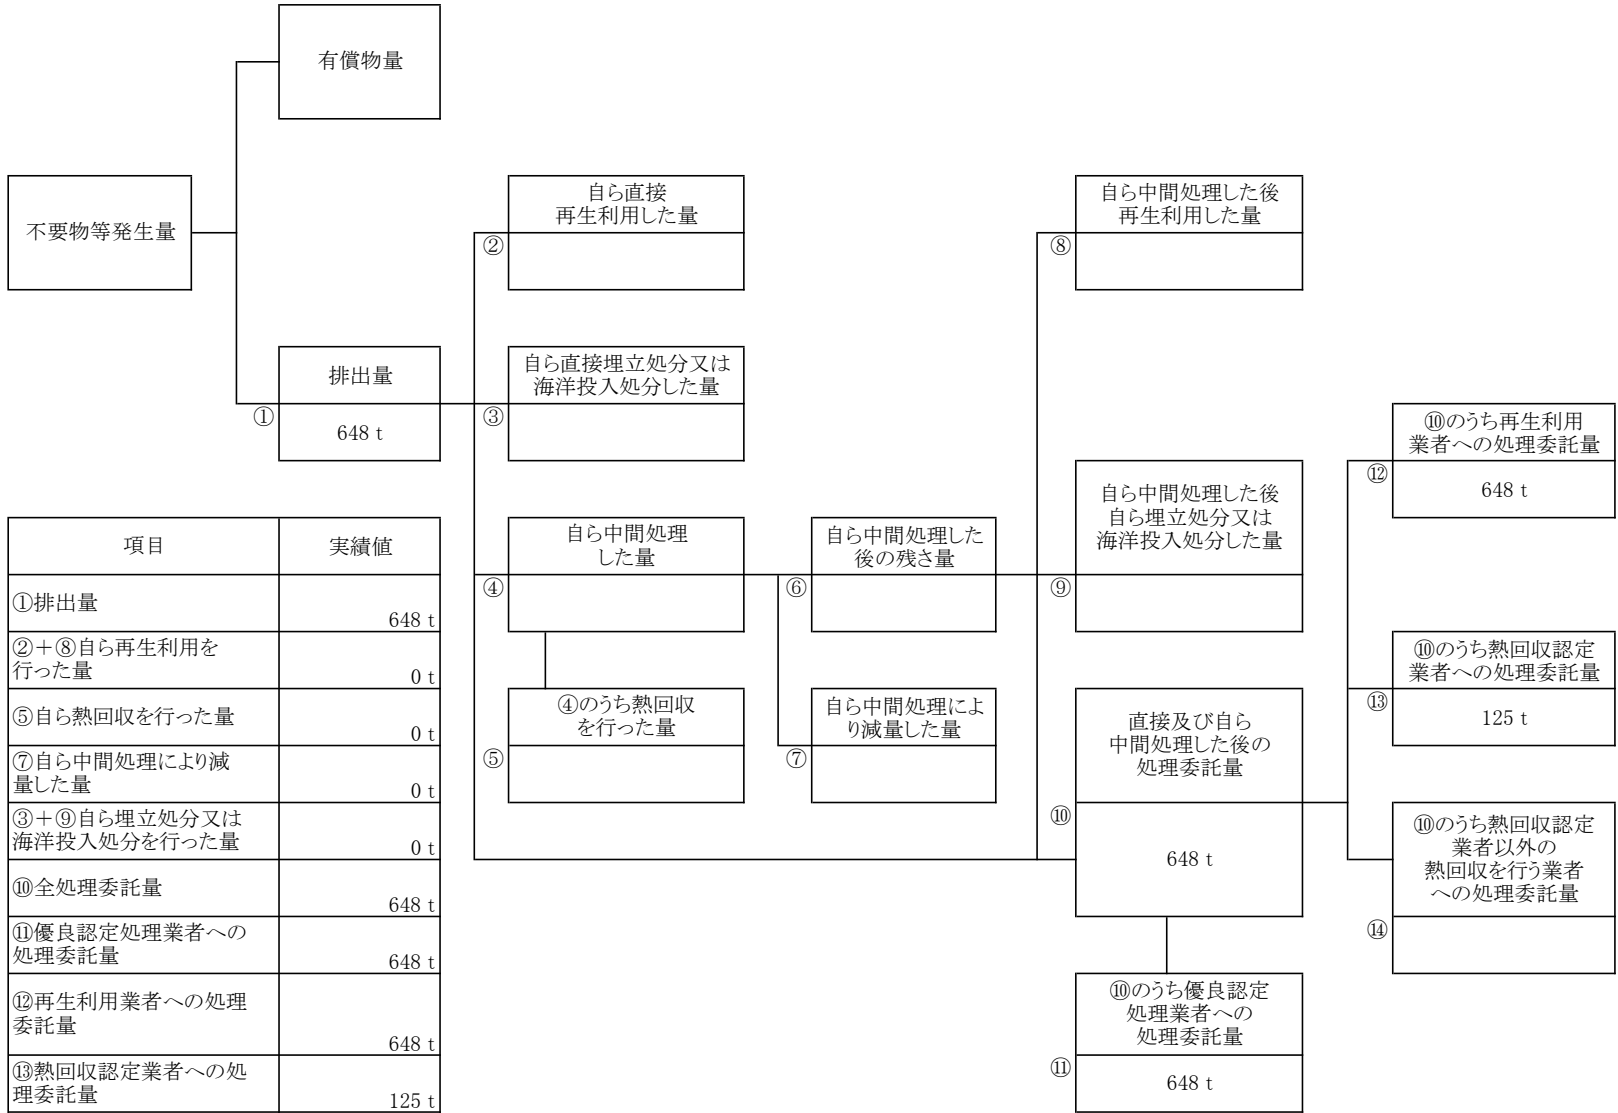 有償物量
不要物等発生量
自ら直接
再生利用した量
②
自ら中間処理した後
再生利用した量
⑧
排出量
①
648 t
自ら直接埋立処分又は
海洋投入処分した量
③
⑩のうち再生利用
業者への処理委託量
⑫
648 t
自ら中間処理した後
自ら埋立処分又は
海洋投入処分した量
⑨
自ら中間処理
した量
④
自ら中間処理した
後の残さ量
⑥
⑩のうち熱回収認定
業者への処理委託量
⑬
125 t
④のうち熱回収
を行った量
⑤
自ら中間処理によ
り減量した量
⑦
直接及び自ら
中間処理した後の
処理委託量
⑩
648 t
⑩のうち熱回収認定
業者以外の
熱回収を行う業者
への処理委託量
⑭
⑩のうち優良認定
処理業者への
処理委託量
⑪
648 t
項目
実績値
①排出量
648 t
②＋⑧自ら再生利用を
行った量
0 t
⑤自ら熱回収を行った量
0 t
⑦自ら中間処理により減
量した量
0 t
③＋⑨自ら埋立処分又は
海洋投入処分を行った量
0 t
⑩全処理委託量
648 t
⑪優良認定処理業者への
処理委託量
648 t
⑫再生利用業者への処理
委託量
648 t
⑬熱回収認定業者への処
理委託量
125 t